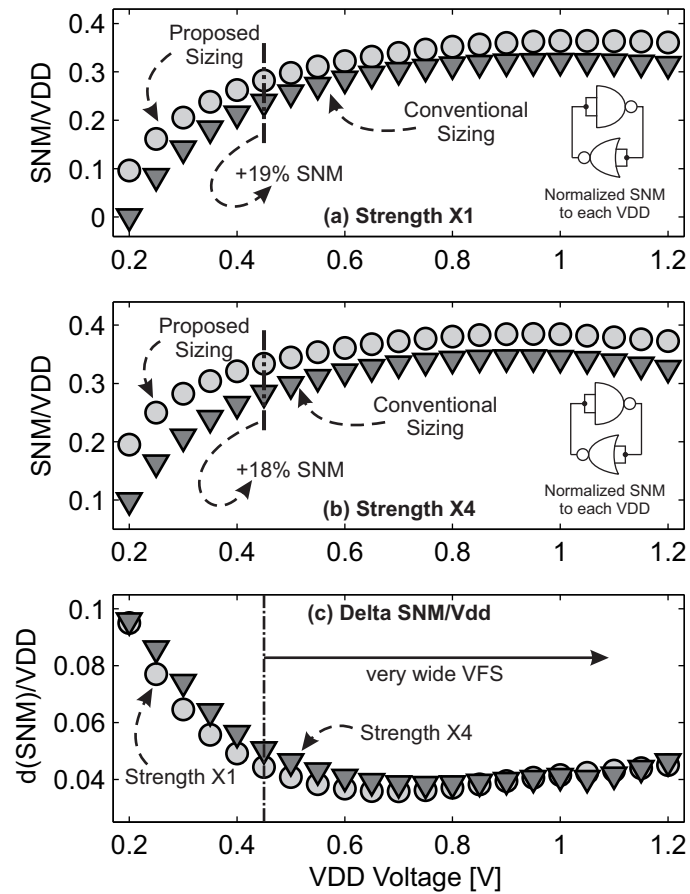 SNM/VDD
0.4
0.3
0.2
0.1
0
Proposed
Sizing
Conventional
Sizing
+19% SNM
(a) Strength X1
Normalized SNM
to each VDD
0.2 0.4 0.6 0.8 1 1.2
SNM/VDD
0.4
0.3
0.2
0.1
Proposed
Sizing
Conventional
Sizing
+18% SNM
(b) Strength X4
Normalized SNM
to each VDD
0.2 0.4 0.6 0.8 1 1.2
d(SNM)/VDD
0.1
0.08
0.06
0.04
(c) Delta SNM/Vdd
very wide VFS
Strength X4
Strength X1
0.2 0.4 0.6 0.8 1 1.2
VDD Voltage [V]